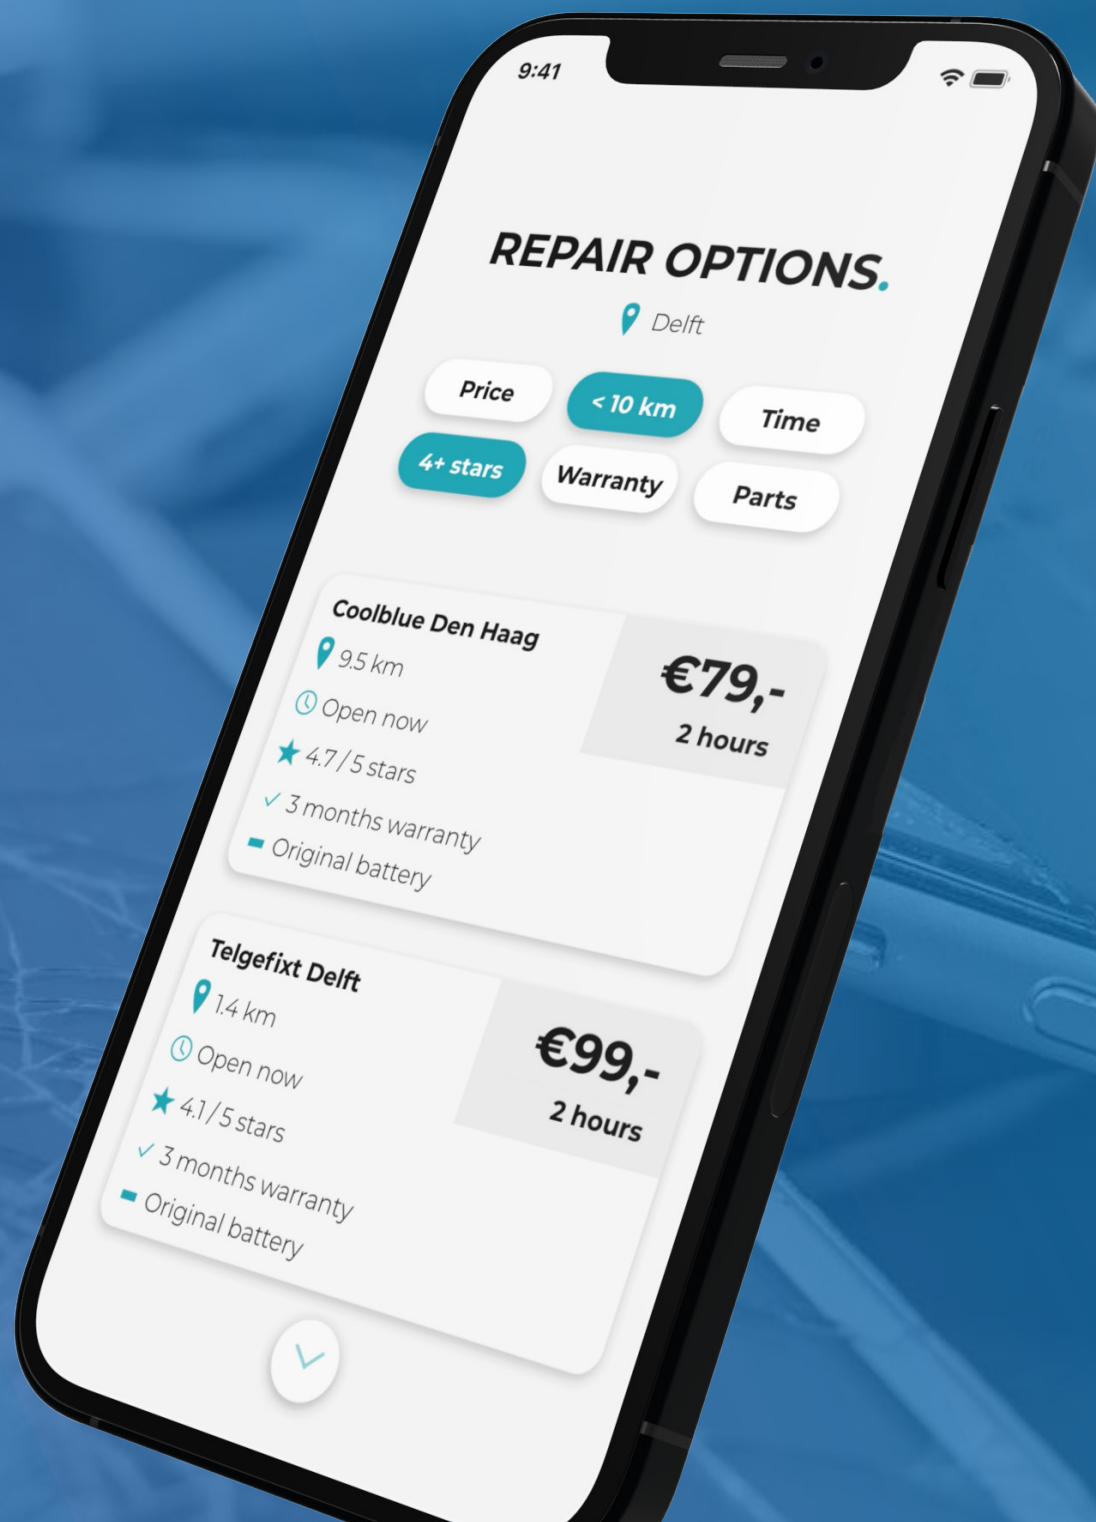 9:41
REPAIR OPTIONS.
Delft
Price
< 10 km
Time
4+ stars
Warranty
Parts
Coolblue Den Haag
9.5 km
Open now
4.7 / 5 stars
3 months warranty
Original battery
€79,-
2 hours
Telgefixt Delft
1.4 km
Open now
4.1 / 5 stars
3 months warranty
Original battery
€99,-
2 hours